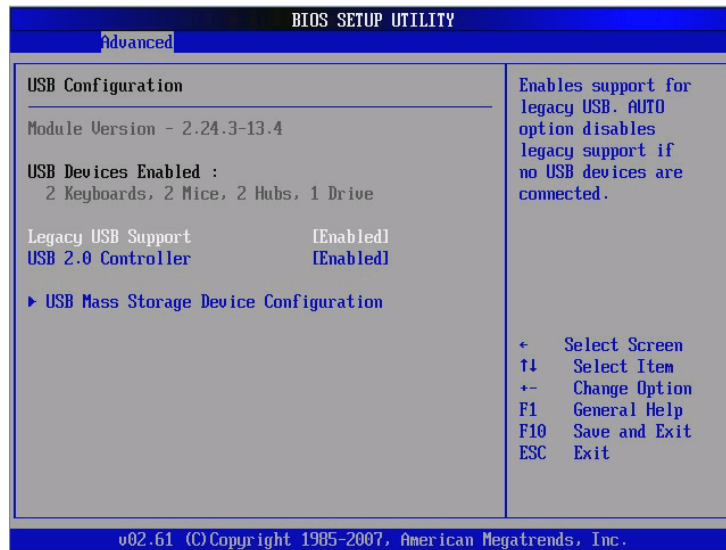 BIOS SETUP UTILITY
Advanced
USB Configuration
Module Version - 2.24.3-13.4
USB Devices Enabled :
2 Keyboards, 2 Mice, 2 Hubs, 1 Drive
Legacy USB Support [Enabled]
USB 2.0 Controller [Enabled]
▶ USB Mass Storage Device Configuration
Enables support for
legacy USB. AUTO
option disables
legacy support if
no USB devices are
connected.
← Select Screen
↑↓ Select Item
+- Change Option
F1 General Help
F10 Save and Exit
ESC Exit
v02.61 (C)Copyright 1985-2007, American Megatrends, Inc.